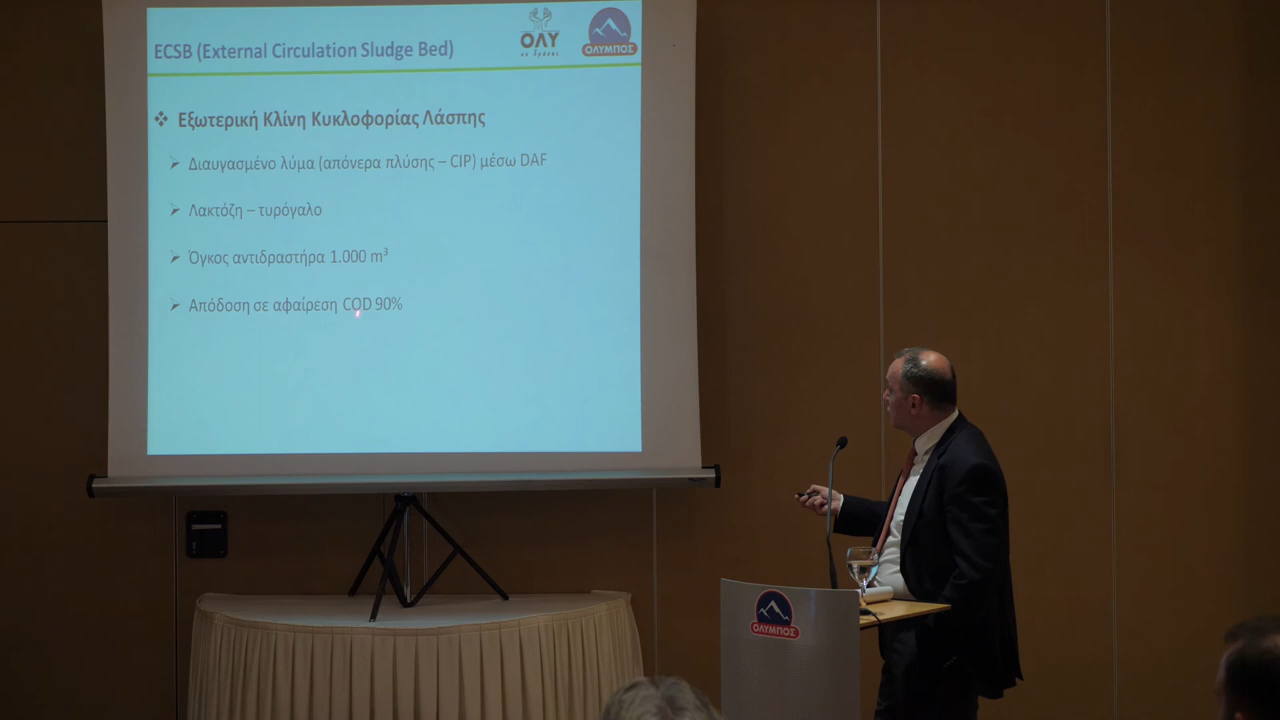 ECSB (External Circulation Sludge Bed)
ΟΛΥ
ΟΛΥΜΠΟΣ
Εξωτερική Κλίνη Κυκλοφορίας Λάσπης
Διαυγασμένο λύμα (απόνερα πλύσης – CIP) μέσω DAF
Λακτόζη – τυρόγαλο
Όγκος αντιδραστήρα 1.000 m³
Απόδοση σε αφαίρεση COD 90%
ΟΛΥΜΠΟΣ